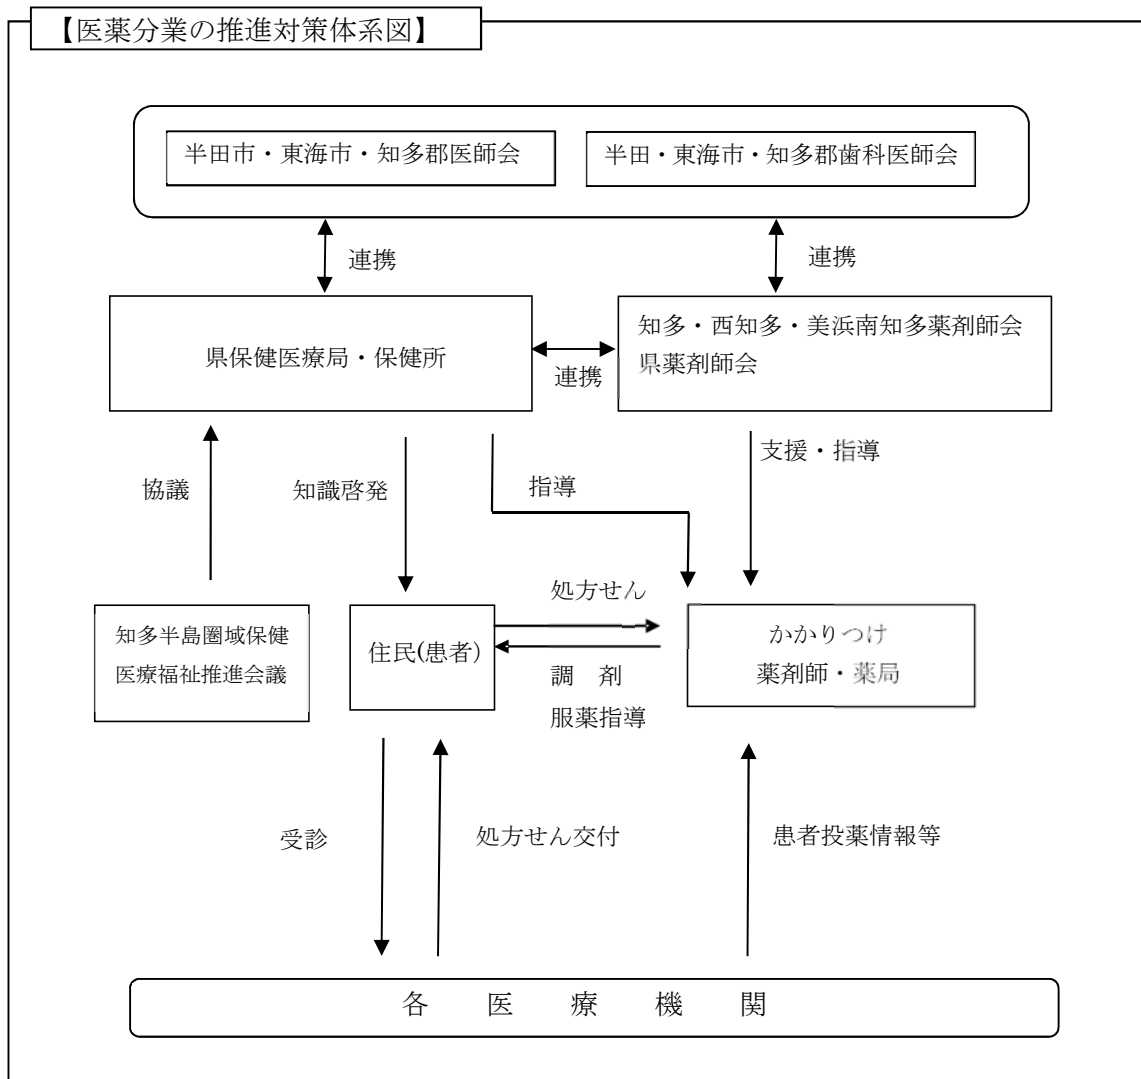 【医薬分業の推進対策体系図】
半田市・東海市・知多郡医師会
半田・東海市・知多郡歯科医師会
連携
連携
県保健医療局・保健所
連携
知多・西知多・美浜南知多薬剤師会
県薬剤師会
協議
知識啓発
指導
支援・指導
知多半島圏域保健
医療福祉推進会議
住民(患者)
処方せん
調　剤
服薬指導
かかりつけ
薬剤師・薬局
受診
処方せん交付
患者投薬情報等
各　医　療　機　関